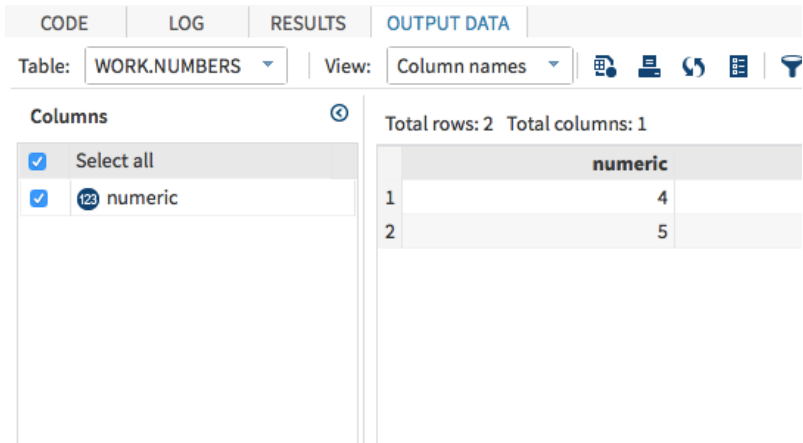 CODE LOG RESULTS OUTPUT DATA
Table: WORK.NUMBERS View: Column names
Columns
Select all
123 numeric
Total rows: 2 Total columns: 1
numeric
1 4
2 5